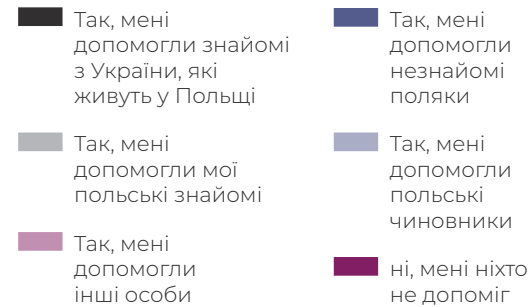 Так, мені
допомогли знайомі
з України, які
живуть у Польщі
Так, мені
допомогли мої
польські знайомі
Так, мені
допомогли
інші особи
Так, мені
допомогли
незнайомі
поляки
Так, мені
допомогли
польські
чиновники
ні, мені ніхто
не допоміг